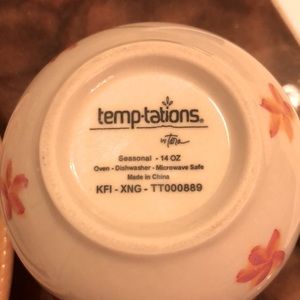 temp-tations®
by Tara
Seasonal - 14 OZ
Oven - Dishwasher - Microwave Safe
Made in China
KFI - XNG - TT000889